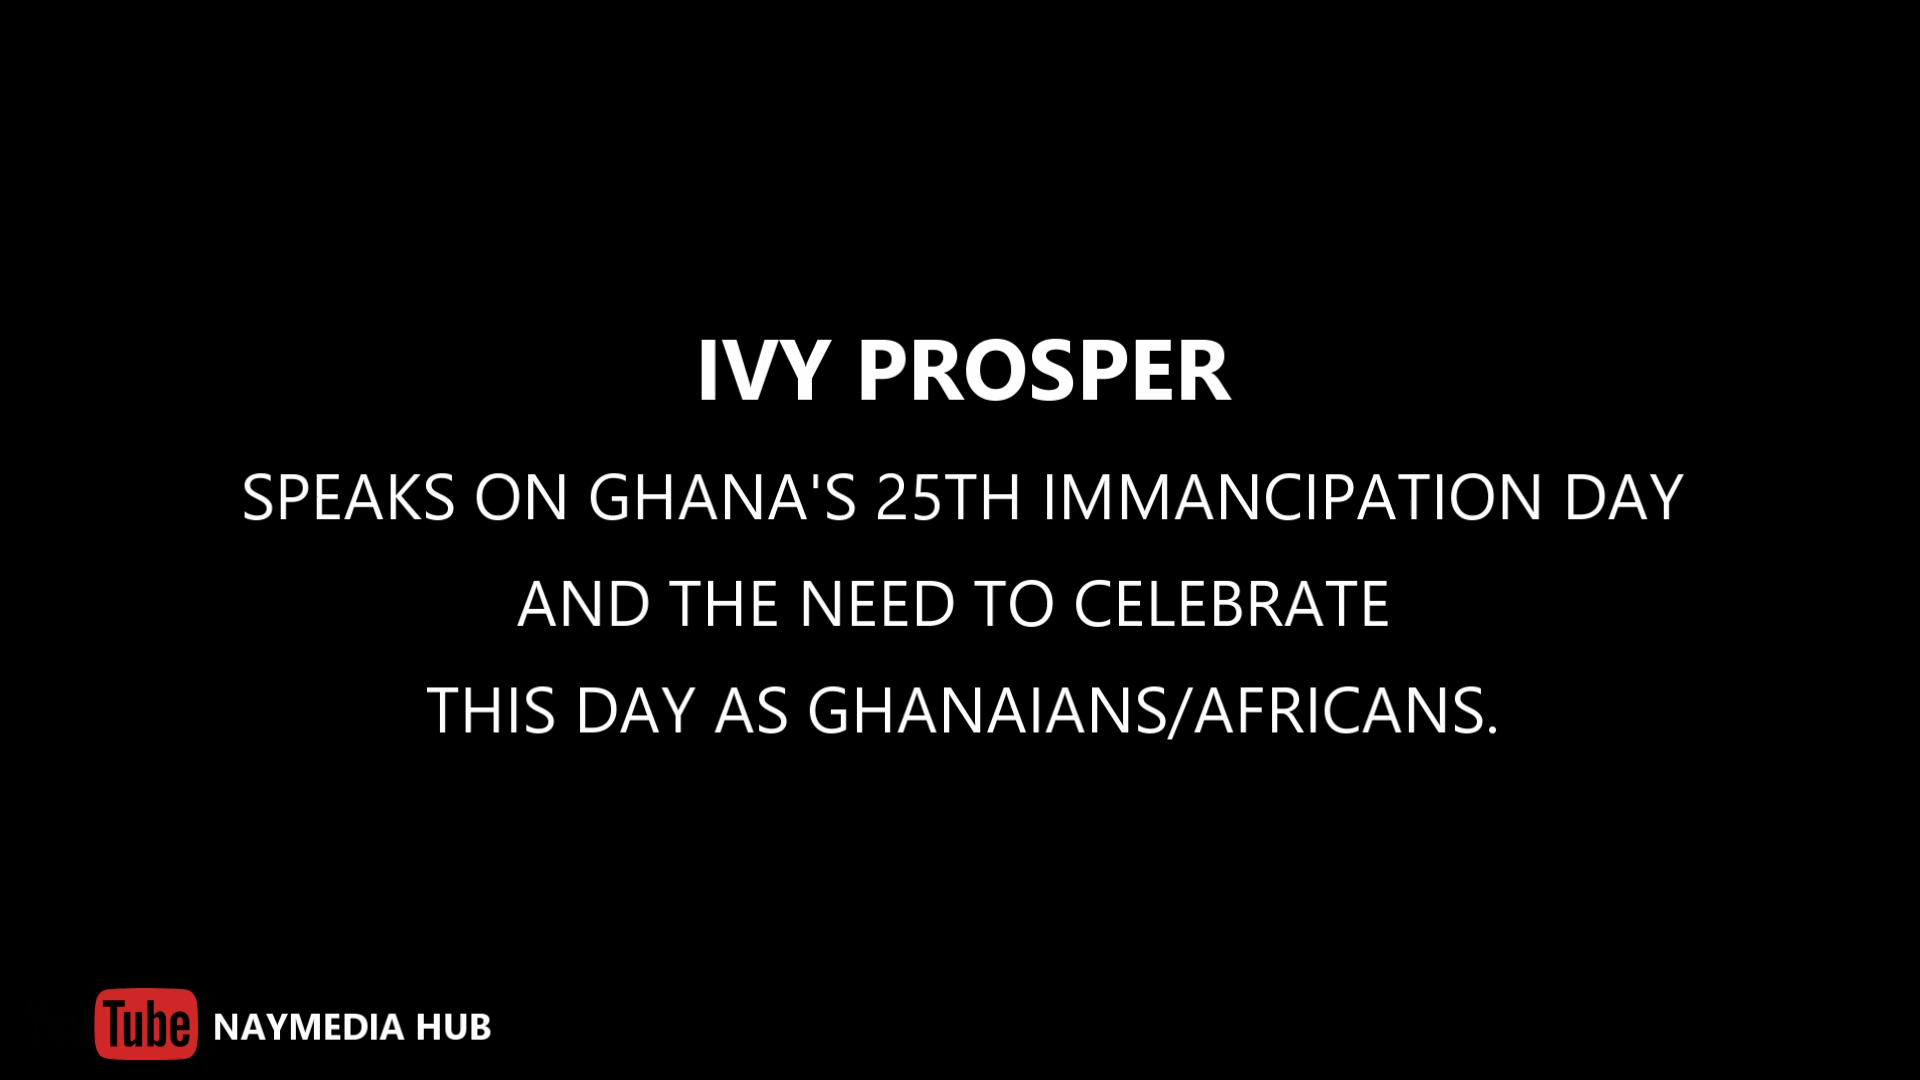 IVY PROSPER
SPEAKS ON GHANA'S 25TH IMMANCIPATION DAY
AND THE NEED TO CELEBRATE
THIS DAY AS GHANAIANS/AFRICANS.
Tube NAYMEDIA HUB